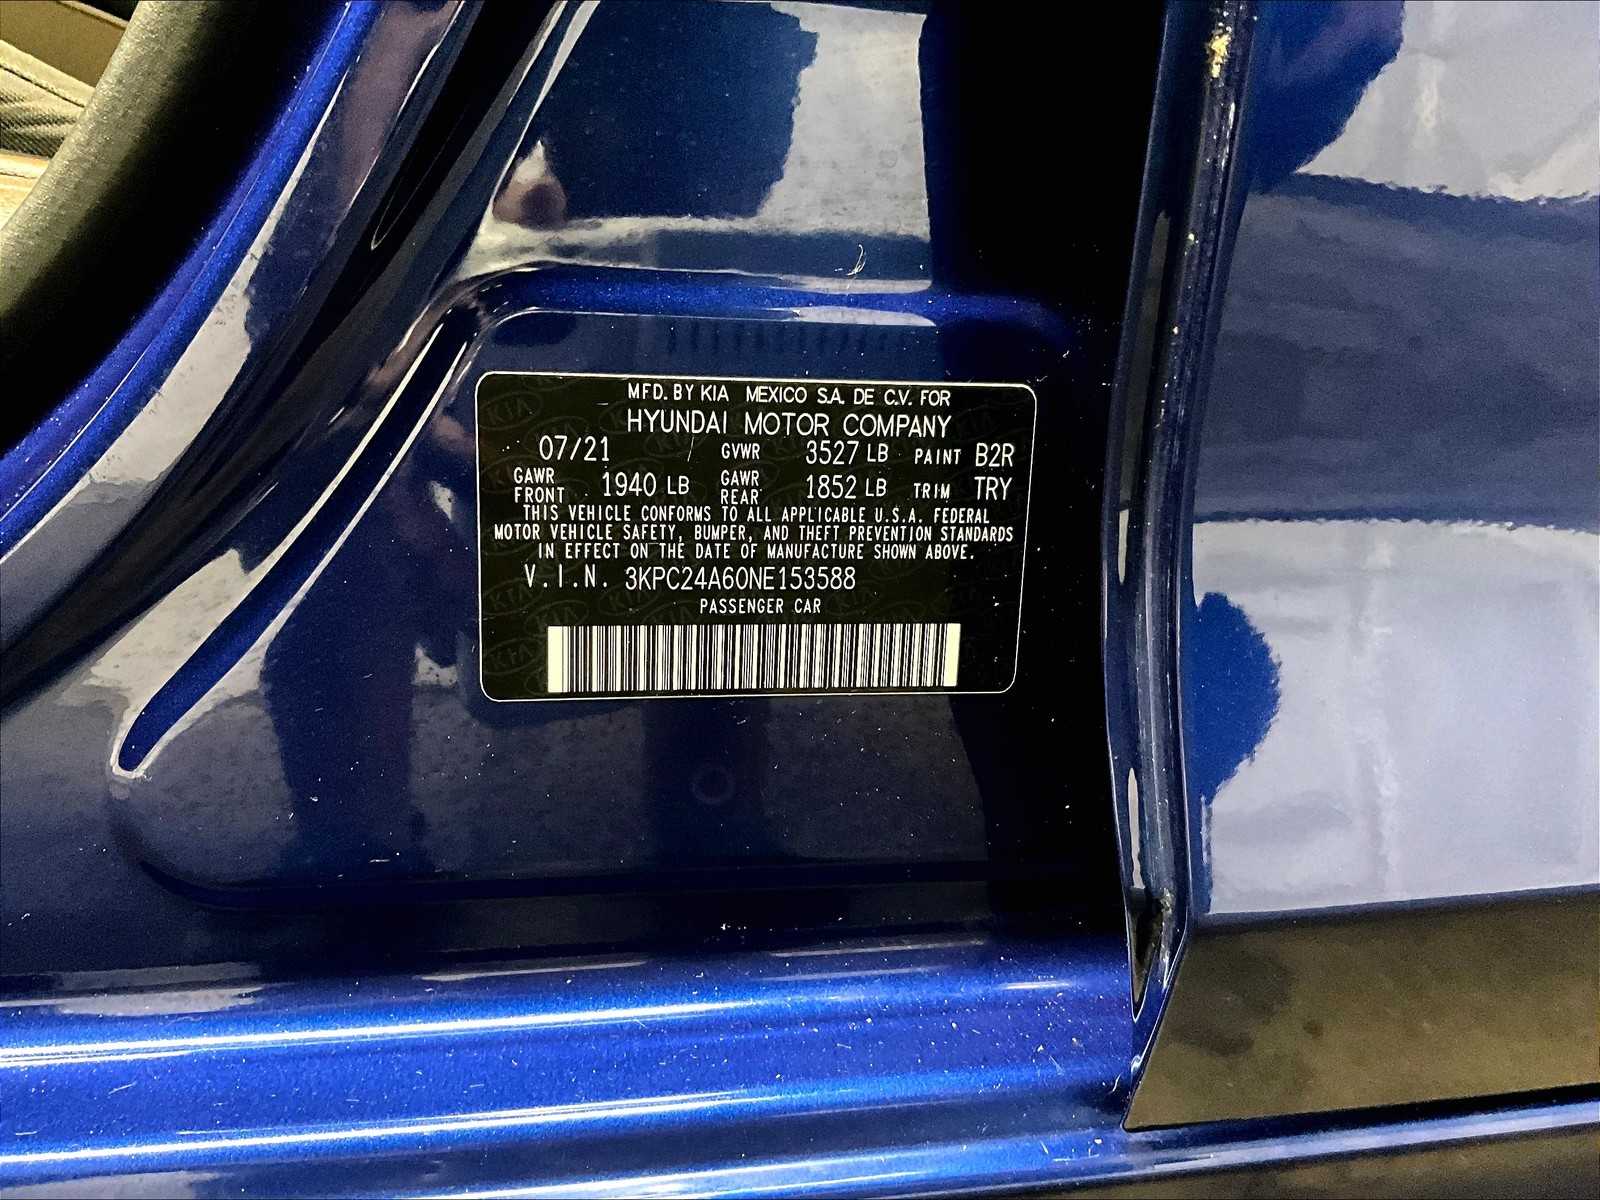 MFD. BY KIA MEXICO S.A. DE C.V. FOR
HYUNDAI MOTOR COMPANY
07/21 GVWR 3527 LB PAINT B2R
GAWR FRONT 1940 LB GAWR REAR 1852 LB TRIM TRY
THIS VEHICLE CONFORMS TO ALL APPLICABLE U.S.A. FEDERAL
MOTOR VEHICLE SAFETY, BUMPER, AND THEFT PREVENTION STANDARDS
IN EFFECT ON THE DATE OF MANUFACTURE SHOWN ABOVE.
V.I.N. 3KPC24A60NE153588
PASSENGER CAR